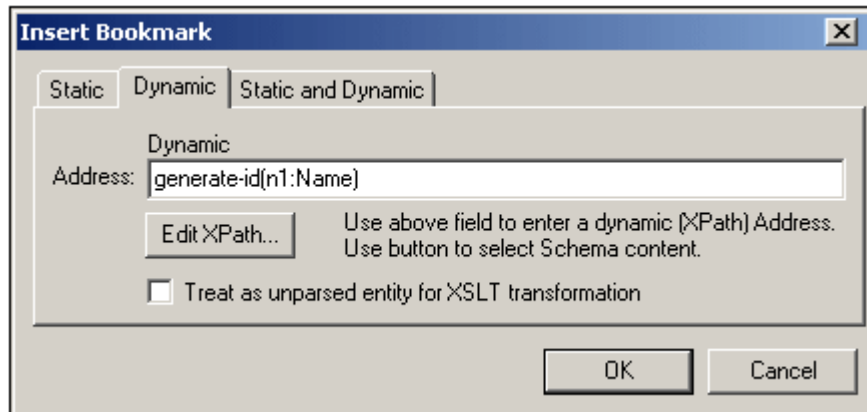 Insert Bookmark
Static Dynamic Static and Dynamic
Dynamic
Address: generate-id(n1:Name)
Edit XPath... Use above field to enter a dynamic (XPath) Address.
Use button to select Schema content.
Treat as unparsed entity for XSLT transformation
OK Cancel